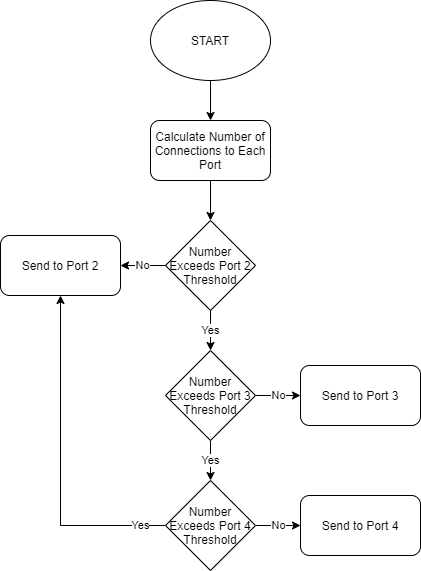 START
Calculate Number of
Connections to Each
Port
Number
Exceeds Port 2
Threshold
No
Send to Port 2
Yes
Number
Exceeds Port 3
Threshold
No
Send to Port 3
Yes
Number
Exceeds Port 4
Threshold
Yes
No
Send to Port 4